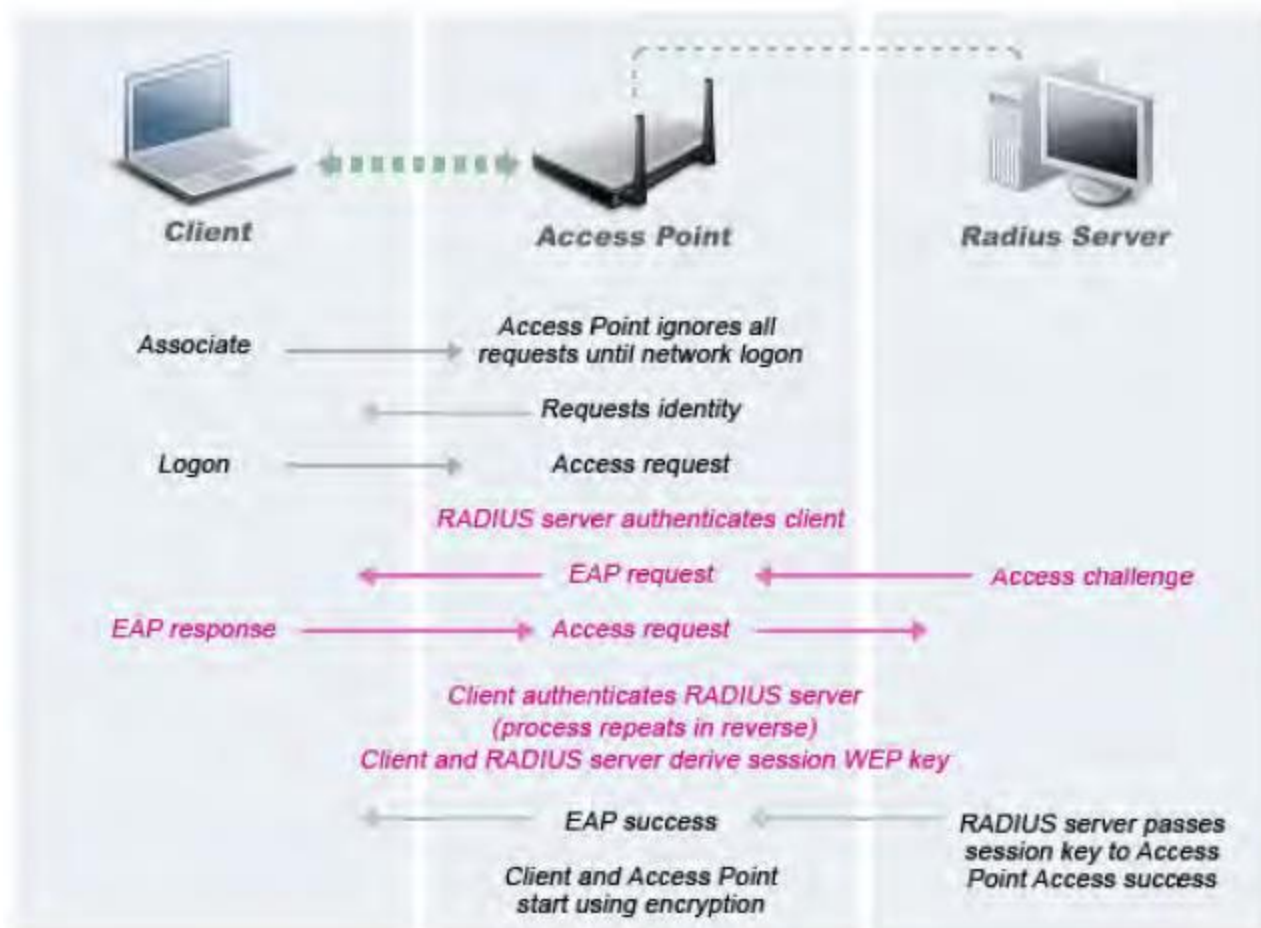 Client
Access Point
Radius Server
Associate
Access Point ignores all
requests until network logon
Requests identity
Logon
Access request
RADIUS server authenticates client
EAP request
Access challenge
EAP response
Access request
Client authenticates RADIUS server
(process repeats in reverse)
Client and RADIUS server derive session WEP key
EAP success
RADIUS server passes
session key to Access
Point Access success
Client and Access Point
start using encryption